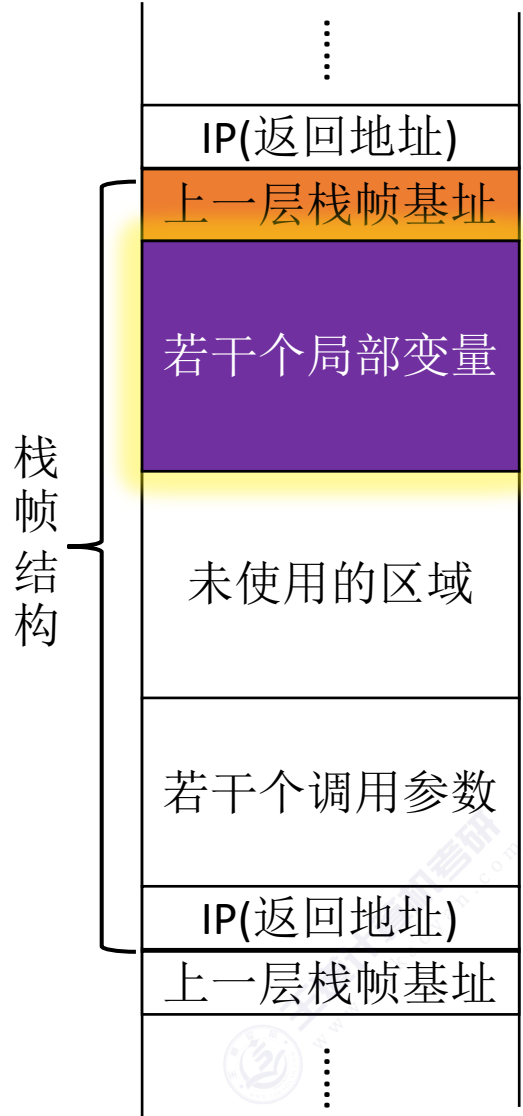 ......
IP(返回地址)
上一层栈帧基址
若干个局部变量
栈帧结构
未使用的区域
若干个调用参数
IP(返回地址)
上一层栈帧基址
......